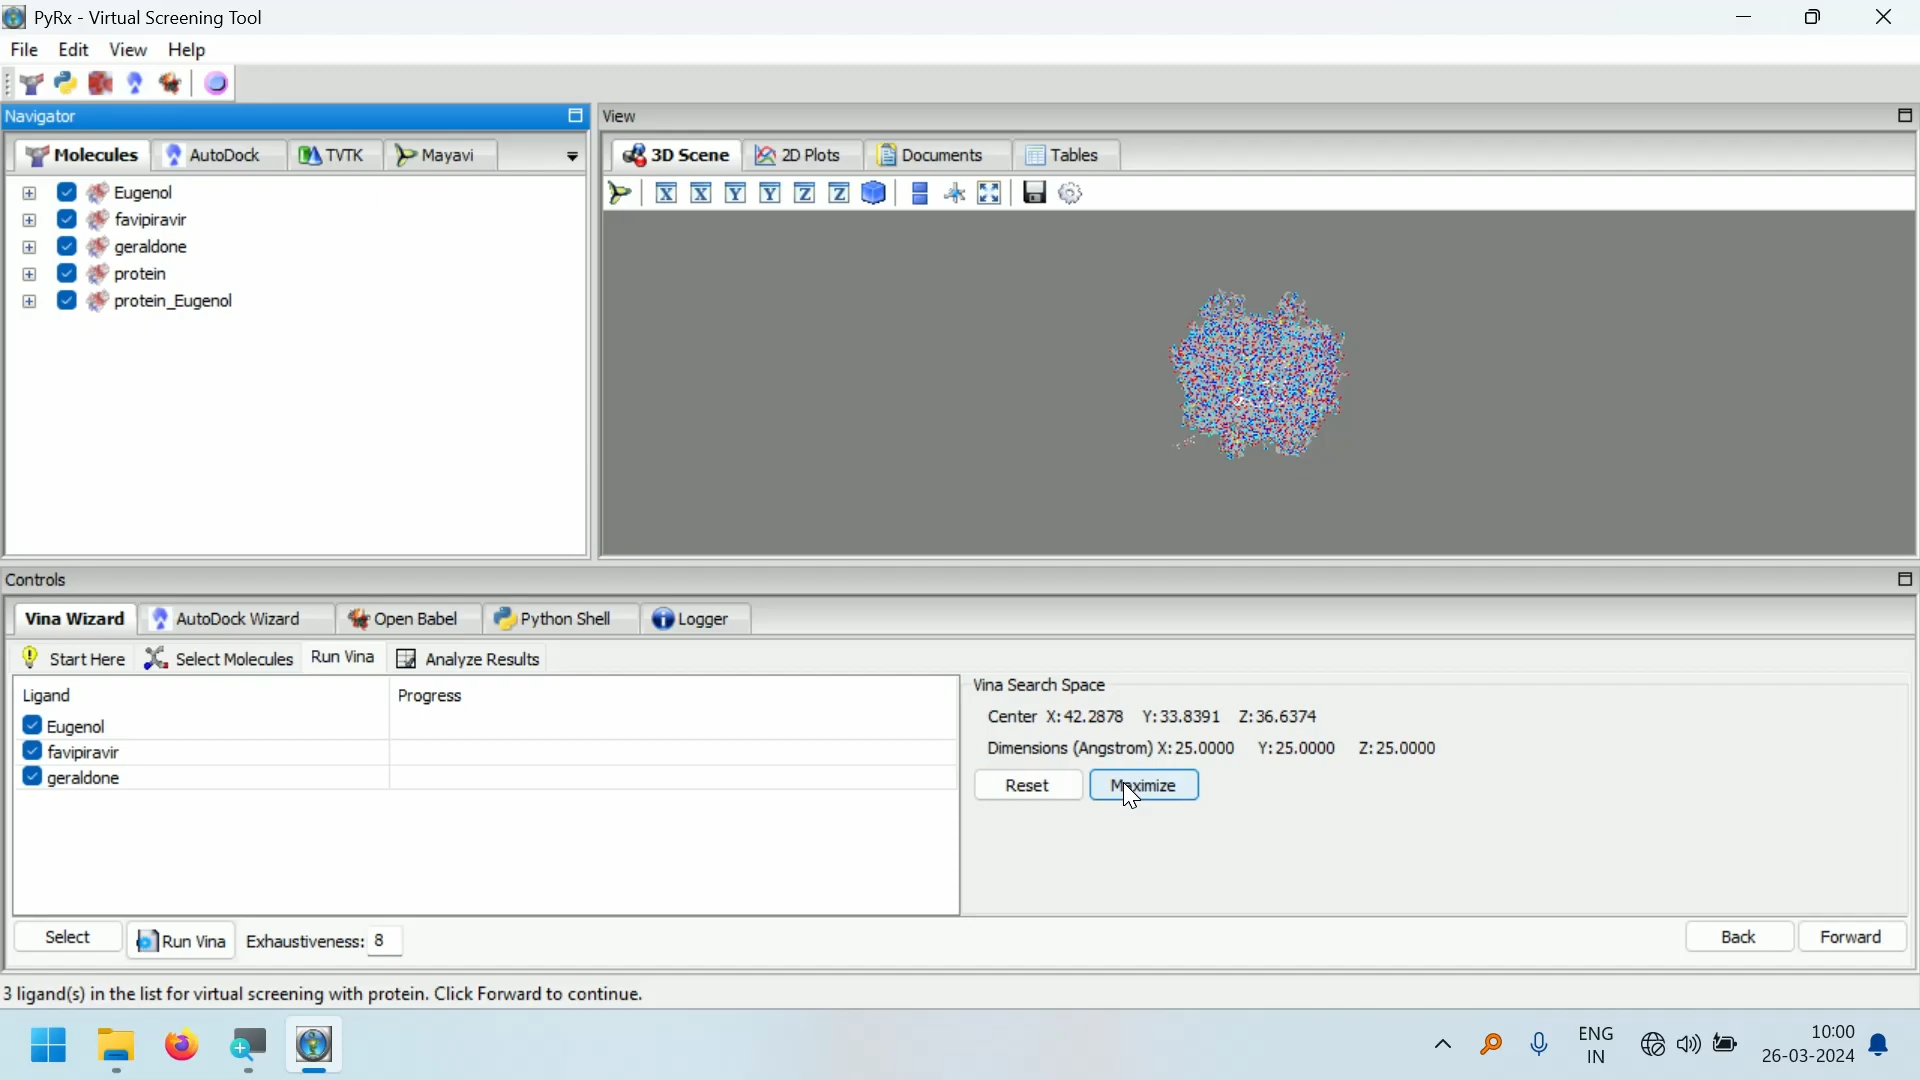 PyRx - Virtual Screening Tool
File Edit View Help
Navigator
View
Molecules AutoDock TVTK Mayavi
3D Scene 2D Plots Documents Tables
X X Y Y Z Z
Eugenol
favipiravir
geraldone
protein
protein_Eugenol
Controls
Vina Wizard AutoDock Wizard Open Babel Python Shell Logger
Start Here Select Molecules Run Vina Analyze Results
Ligand Progress
Eugenol
favipiravir
geraldone
Vina Search Space
Center X:42.2878 Y:33.8391 Z:36.6374
Dimensions (Angstrom) X:25.0000 Y:25.0000 Z:25.0000
Reset Maximize
Select Run Vina Exhaustiveness: 8
Back Forward
3 ligand(s) in the list for virtual screening with protein. Click Forward to continue.
ENG
IN
10:00
26-03-2024